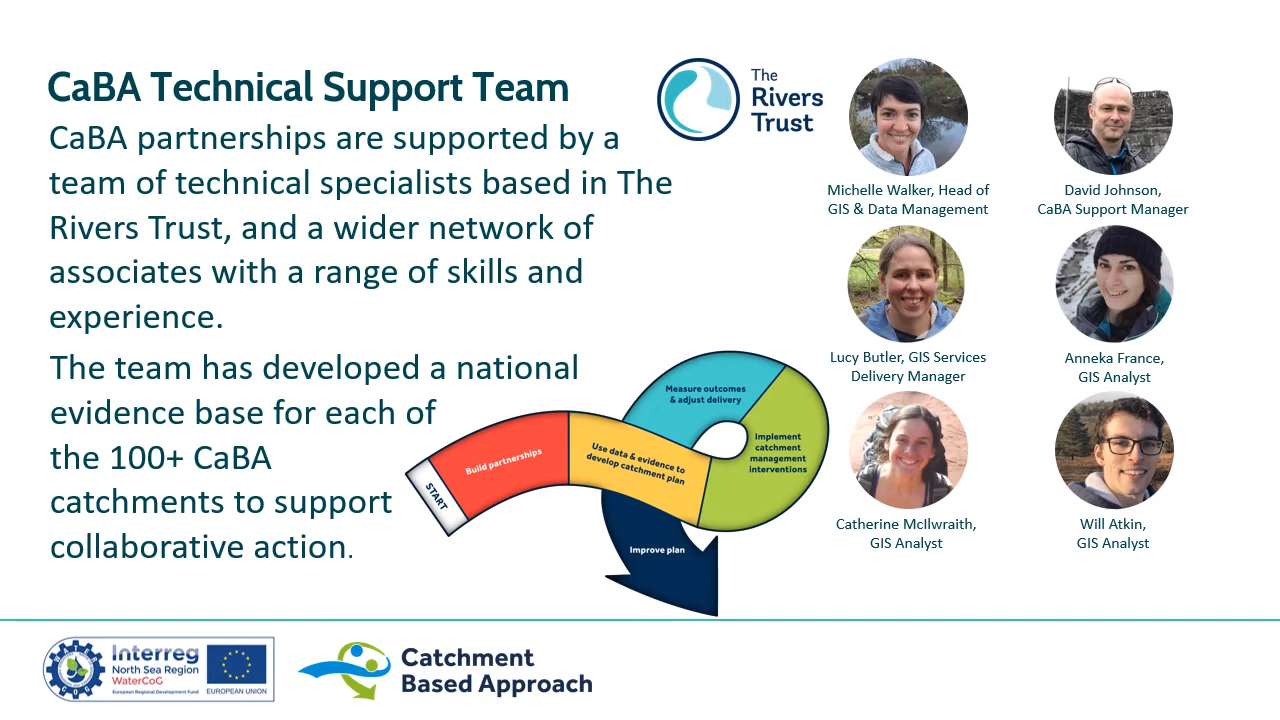 CaBA Technical Support Team
CaBA partnerships are supported by a
team of technical specialists based in The
Rivers Trust, and a wider network of
associates with a range of skills and
experience.
The team has developed a national
evidence base for each of
the 100+ CaBA
catchments to support
collaborative action.
The
Rivers
Trust
Michelle Walker, Head of
GIS & Data Management
David Johnson,
CaBA Support Manager
Lucy Butler, GIS Services
Delivery Manager
Anneka France,
GIS Analyst
Catherine McIlwraith,
GIS Analyst
Will Atkin,
GIS Analyst
START
Build partnerships
Use data & evidence to
develop catchment plan
Implement
catchment
management
interventions
Measure outcomes
& adjust delivery
Improve plan
Interreg
North Sea Region
WaterCoG
European Regional Development Fund
EUROPEAN UNION
Catchment
Based Approach